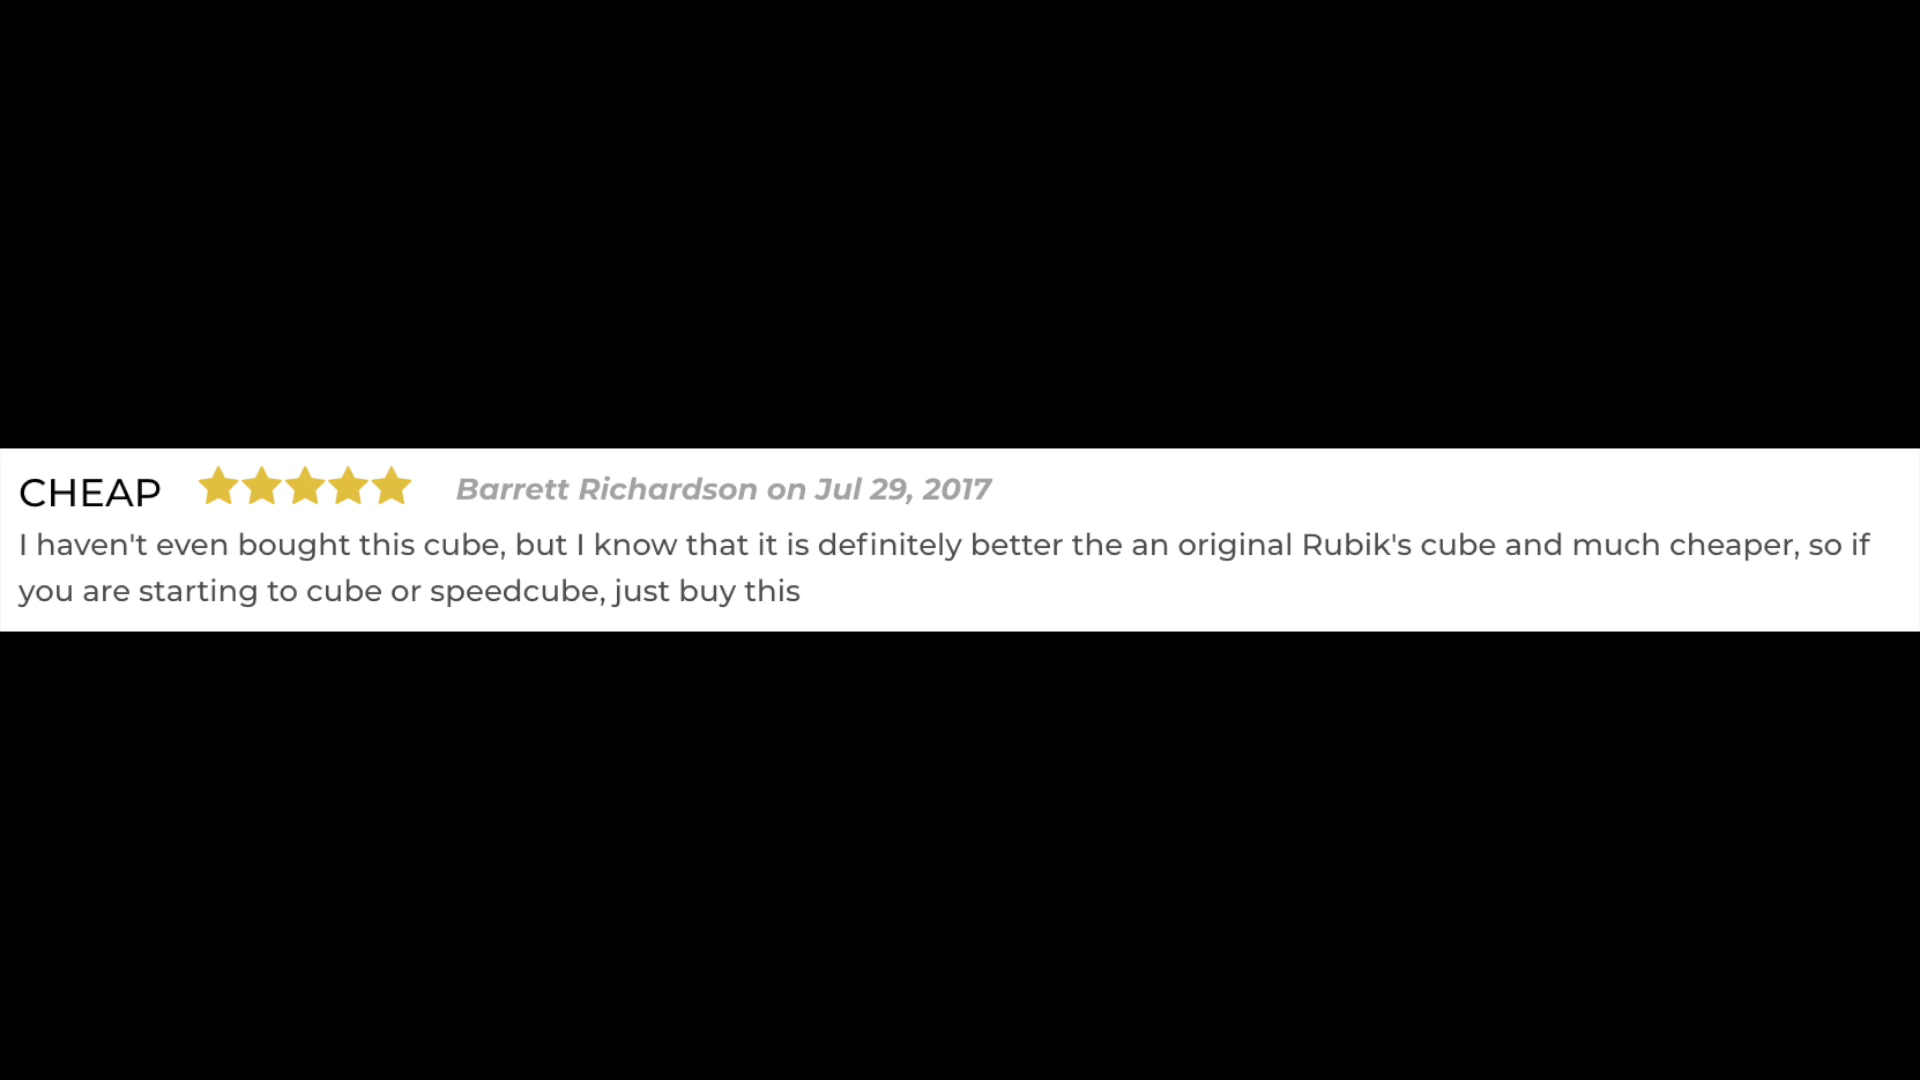 CHEAP Barrett Richardson on Jul 29, 2017
I haven't even bought this cube, but I know that it is definitely better the an original Rubik's cube and much cheaper, so if
you are starting to cube or speedcube, just buy this